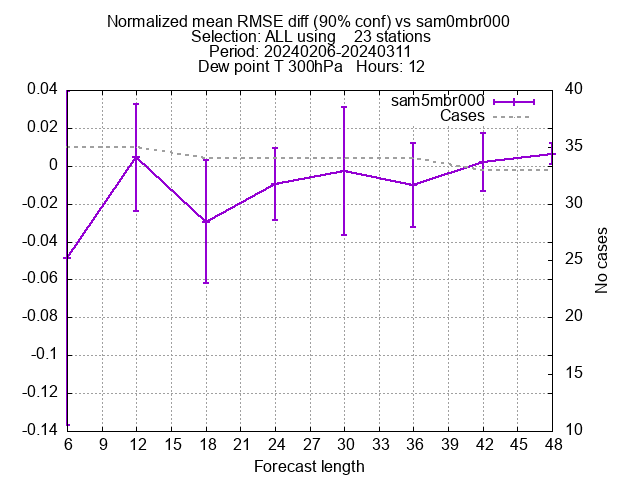 Normalized mean RMSE diff (90% conf) vs sam0mbr000
Selection: ALL using    23 stations
Period: 20240206-20240311
Dew point T 300hPa   Hours: 12
sam5mbr000
Cases
0.04
0.02
0
-0.02
-0.04
-0.06
-0.08
-0.1
-0.12
-0.14
40
35
30
25
20
15
10
No cases
6 9 12 15 18 21 24 27 30 33 36 39 42 45 48
Forecast length